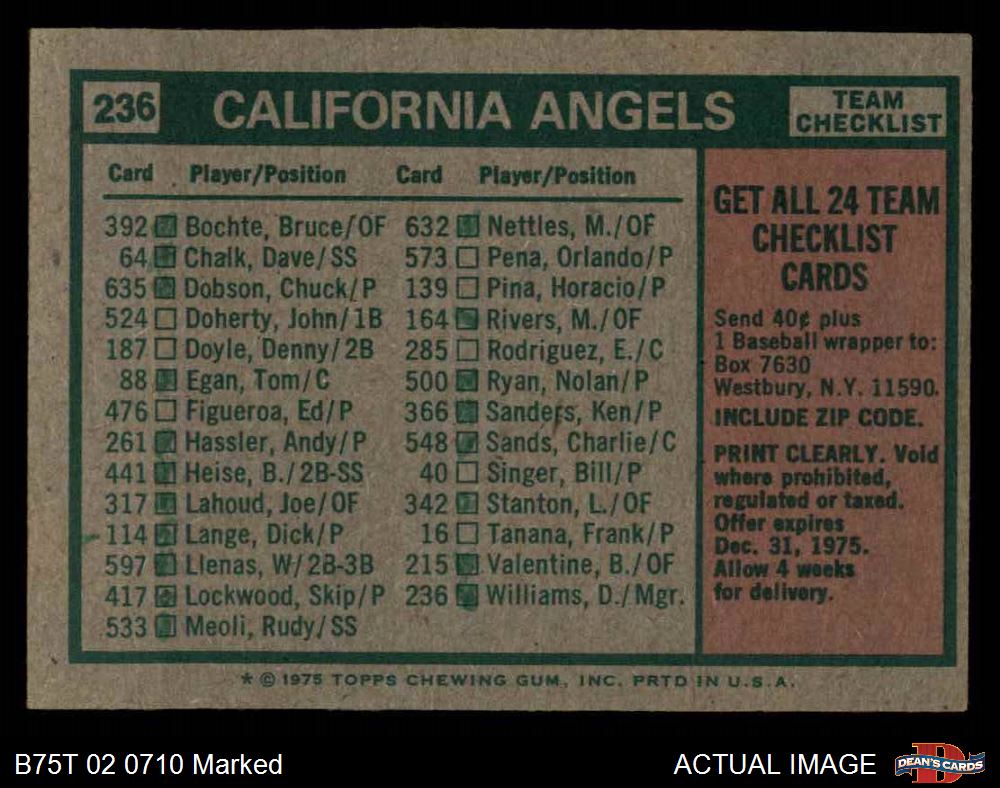 236 CALIFORNIA ANGELS TEAM CHECKLIST
Card Player/Position Card Player/Position
392 Bochte, Bruce/OF 632 Nettles, M./OF
64 Chalk, Dave/SS 573 Pena, Orlando/P
635 Dobson, Chuck/P 139 Pina, Horacio/P
524 Doherty, John/1B 164 Rivers, M./OF
187 Doyle, Denny/2B 285 Rodriguez, E./C
88 Egan, Tom/C 500 Ryan, Nolan/P
476 Figueroa, Ed/P 366 Sanders, Ken/P
261 Hassler, Andy/P 548 Sands, Charlie/C
441 Heise, B./2B-SS 40 Singer, Bill/P
317 Lahoud, Joe/OF 342 Stanton, L./OF
114 Lange, Dick/P 16 Tanana, Frank/P
597 Llenas, W/2B-3B 215 Valentine, B./OF
417 Lockwood, Skip/P 236 Williams, D./Mgr.
533 Meoli, Rudy/SS
GET ALL 24 TEAM
CHECKLIST
CARDS
Send 40¢ plus
1 Baseball wrapper to:
Box 7630
Westbury, N.Y. 11590.
INCLUDE ZIP CODE.
PRINT CLEARLY. Void
where prohibited,
regulated or taxed.
Offer expires
Dec. 31, 1975.
Allow 4 weeks
for delivery.
* © 1975 TOPPS CHEWING GUM, INC. PRTD IN U.S.A.
B75T 02 0710 Marked ACTUAL IMAGE DEAN'S CARDS